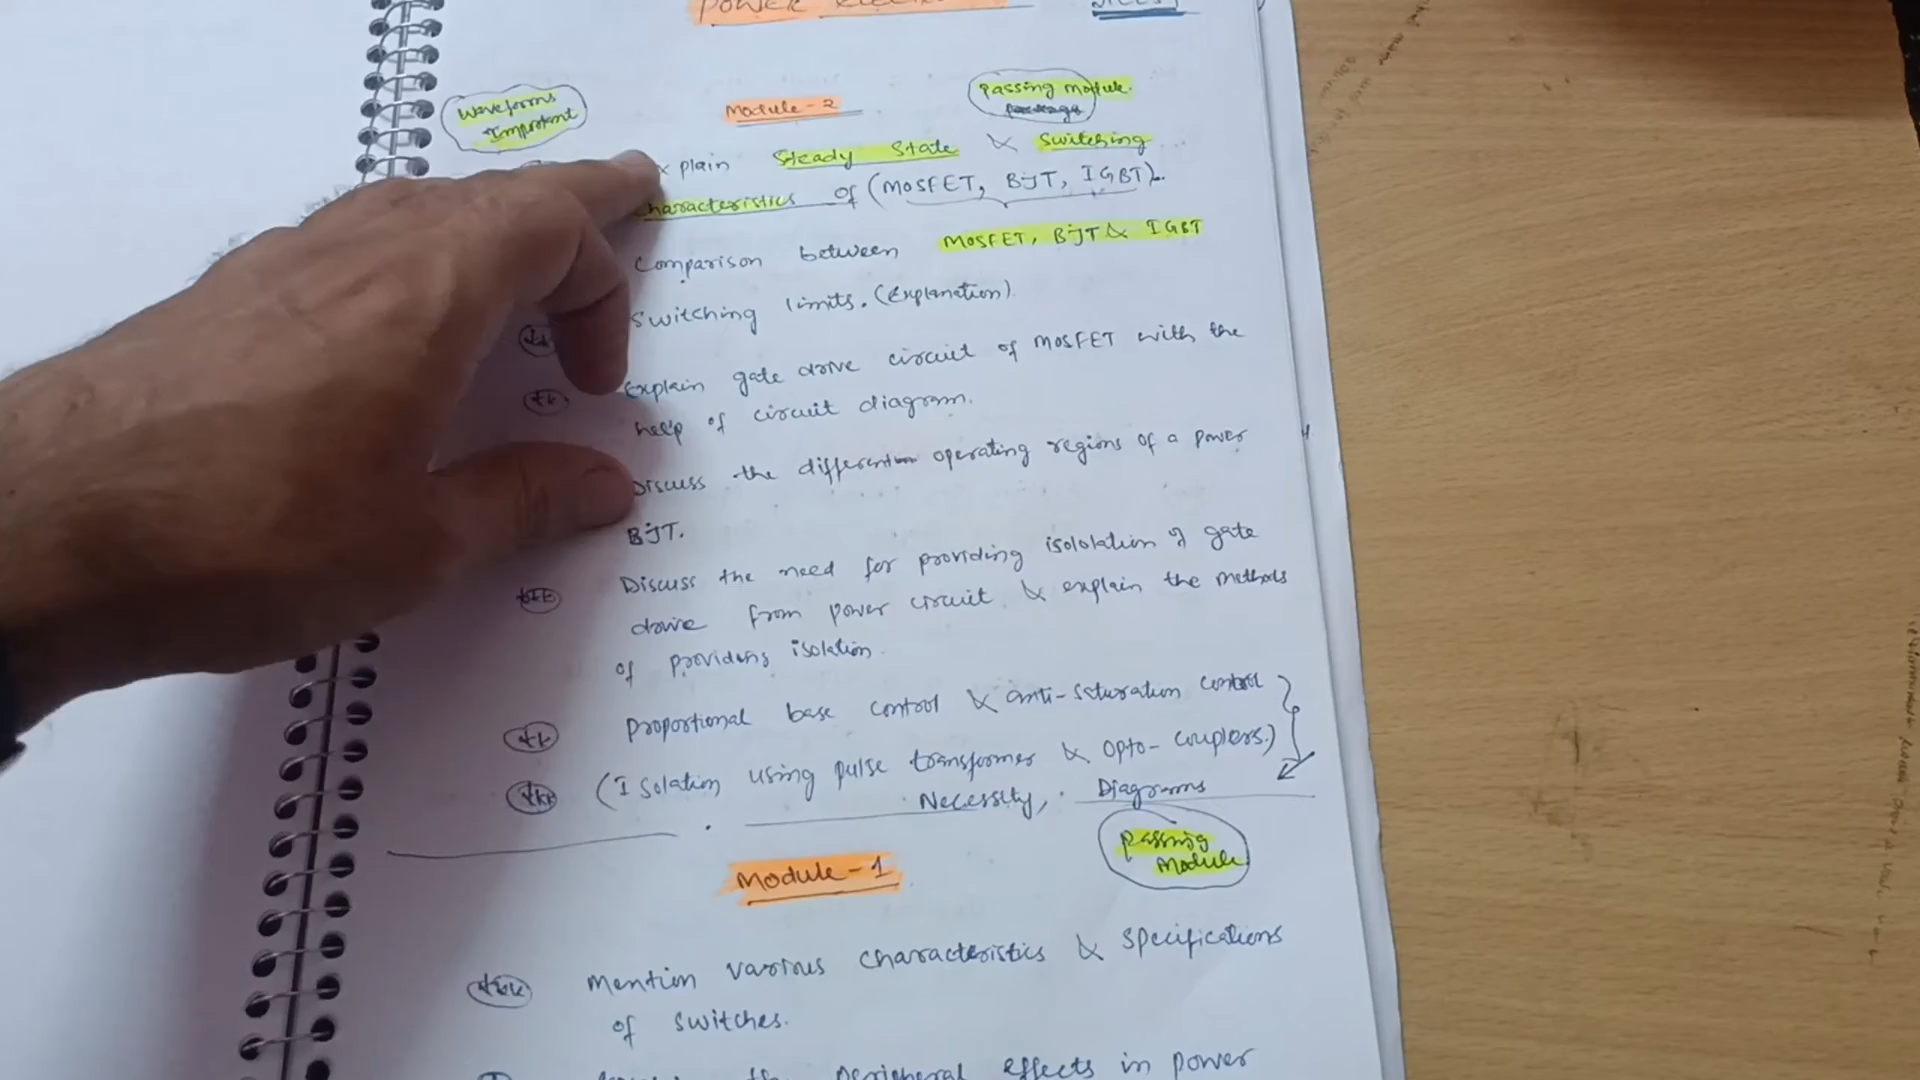 Power
Waveforms
Important
Module-2
Passing module.
package
xplain Steady State & Switching
characteristics of (MOSFET, BJT, IGBT).
Comparison between MOSFET, BJT & IGBT
Switching limits. (Explanation).
Explain gate drive circuit of MOSFET with the
help of circuit diagram.
Discuss the different operating regions of a power
BJT.
Discuss the need for providing isololation of gate
drive from power circuit & explain the methods
of providing isolation.
Proportional base control & anti-saturation control
(Isolation using pulse transformer & opto-couplers.)
Necessity, Diagrams
Module-1
passing
module
Mention various characteristics & specifications
of switches.
peripheral effects in power